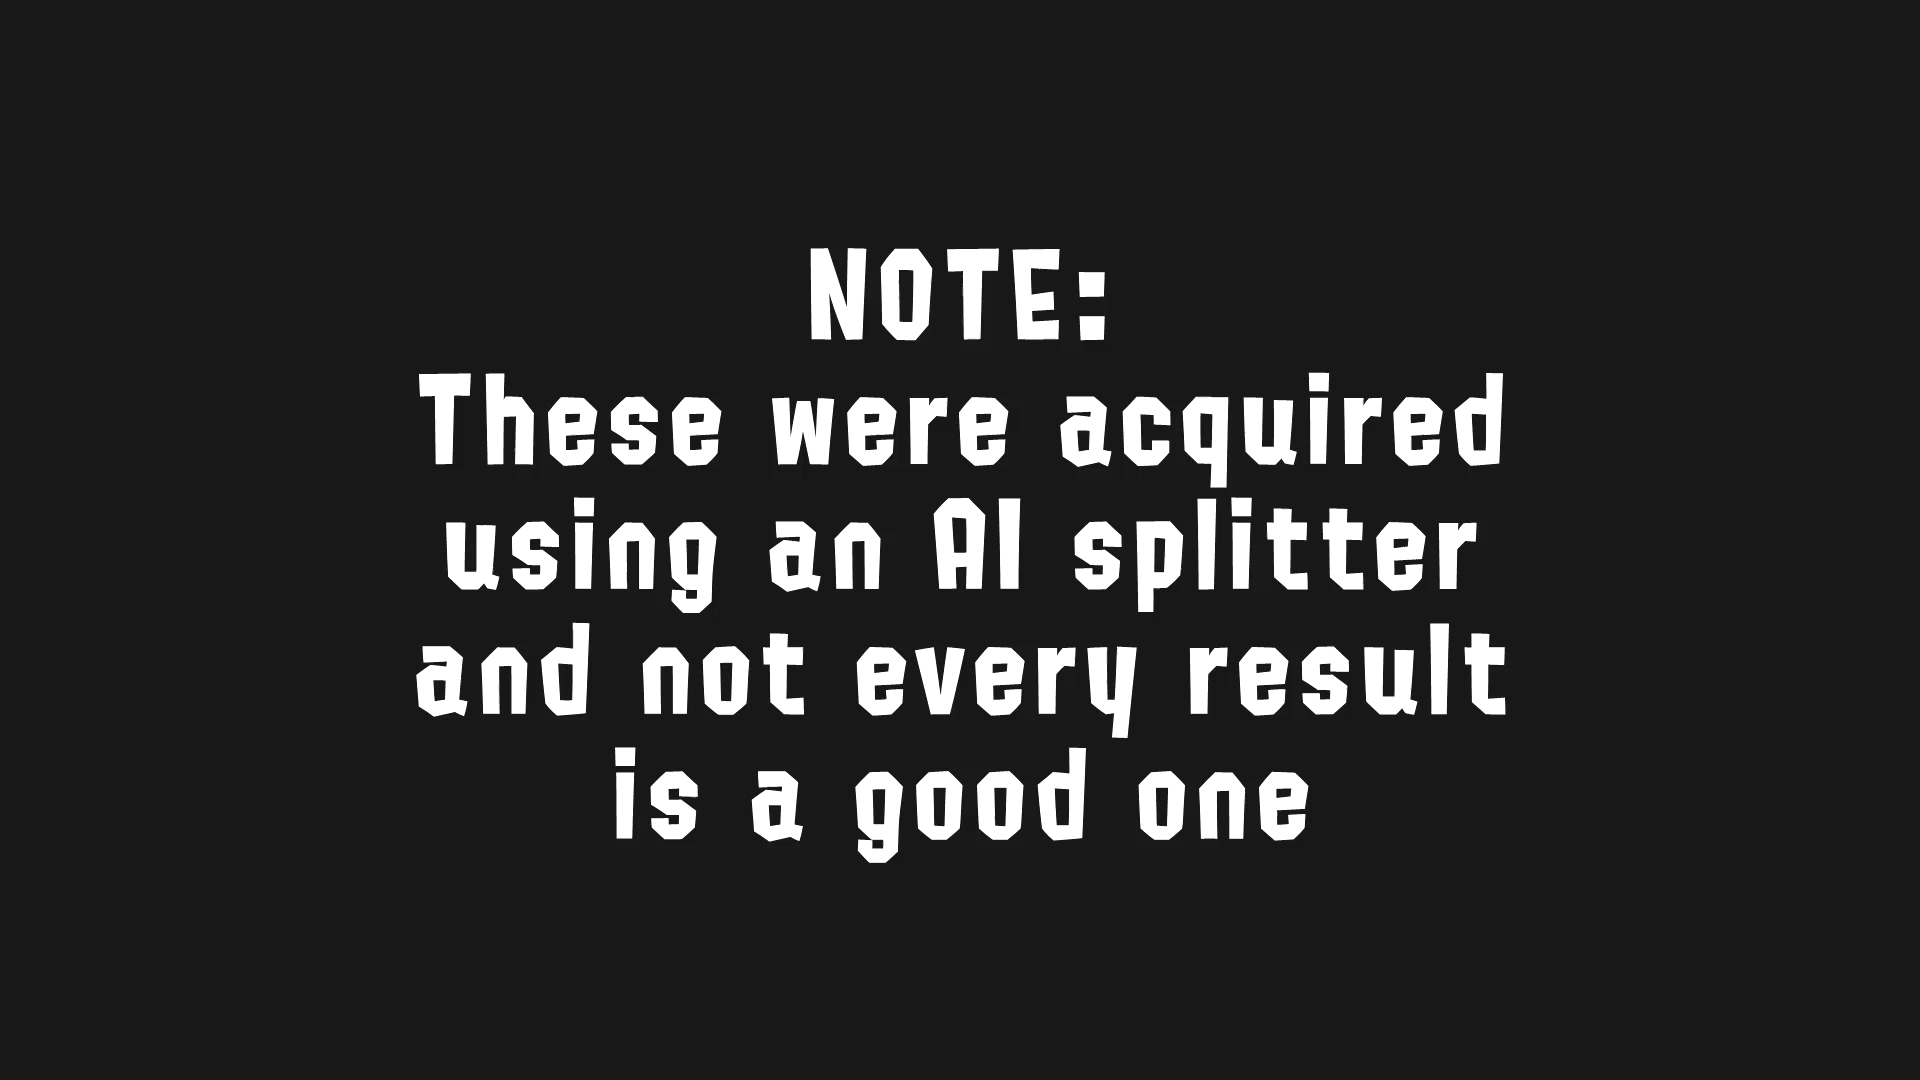 NOTE:
These were acquired
using an AI splitter
and not every result
is a good one